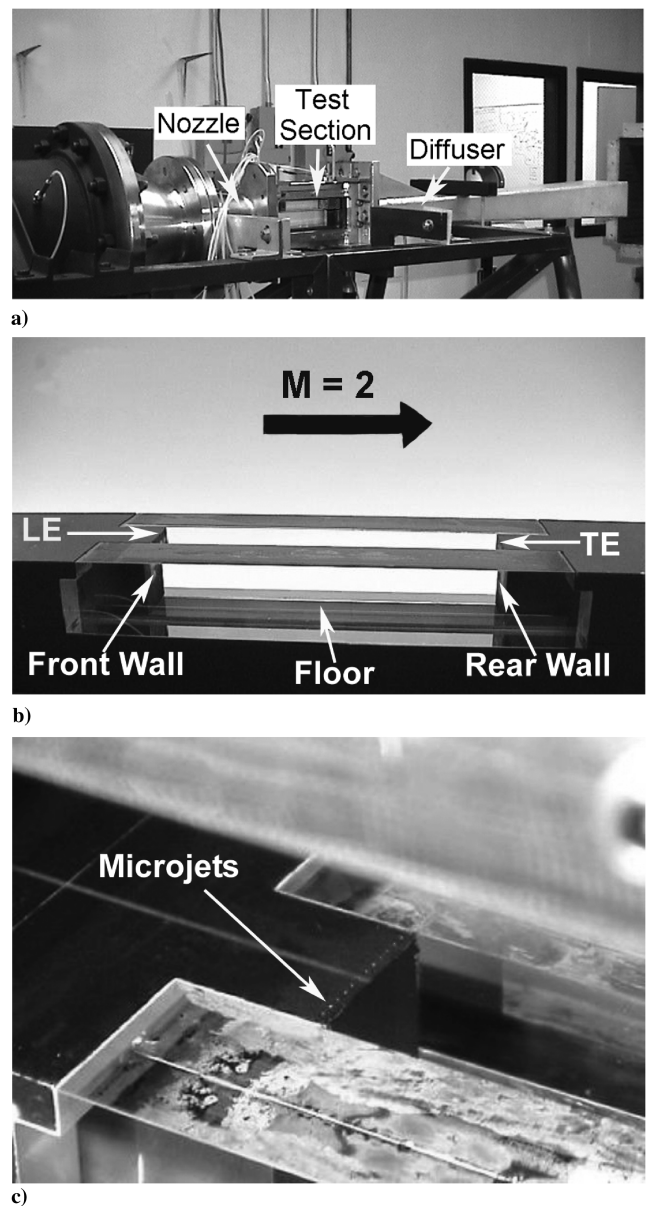 Nozzle
Test
Section
Diffuser
a)
M = 2
LE
TE
Front Wall
Floor
Rear Wall
b)
Microjets
c)